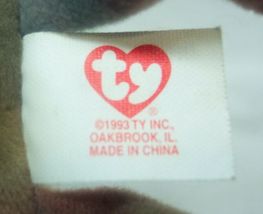 ty
®
©1993 TY INC.,
OAKBROOK, IL.
MADE IN CHINA